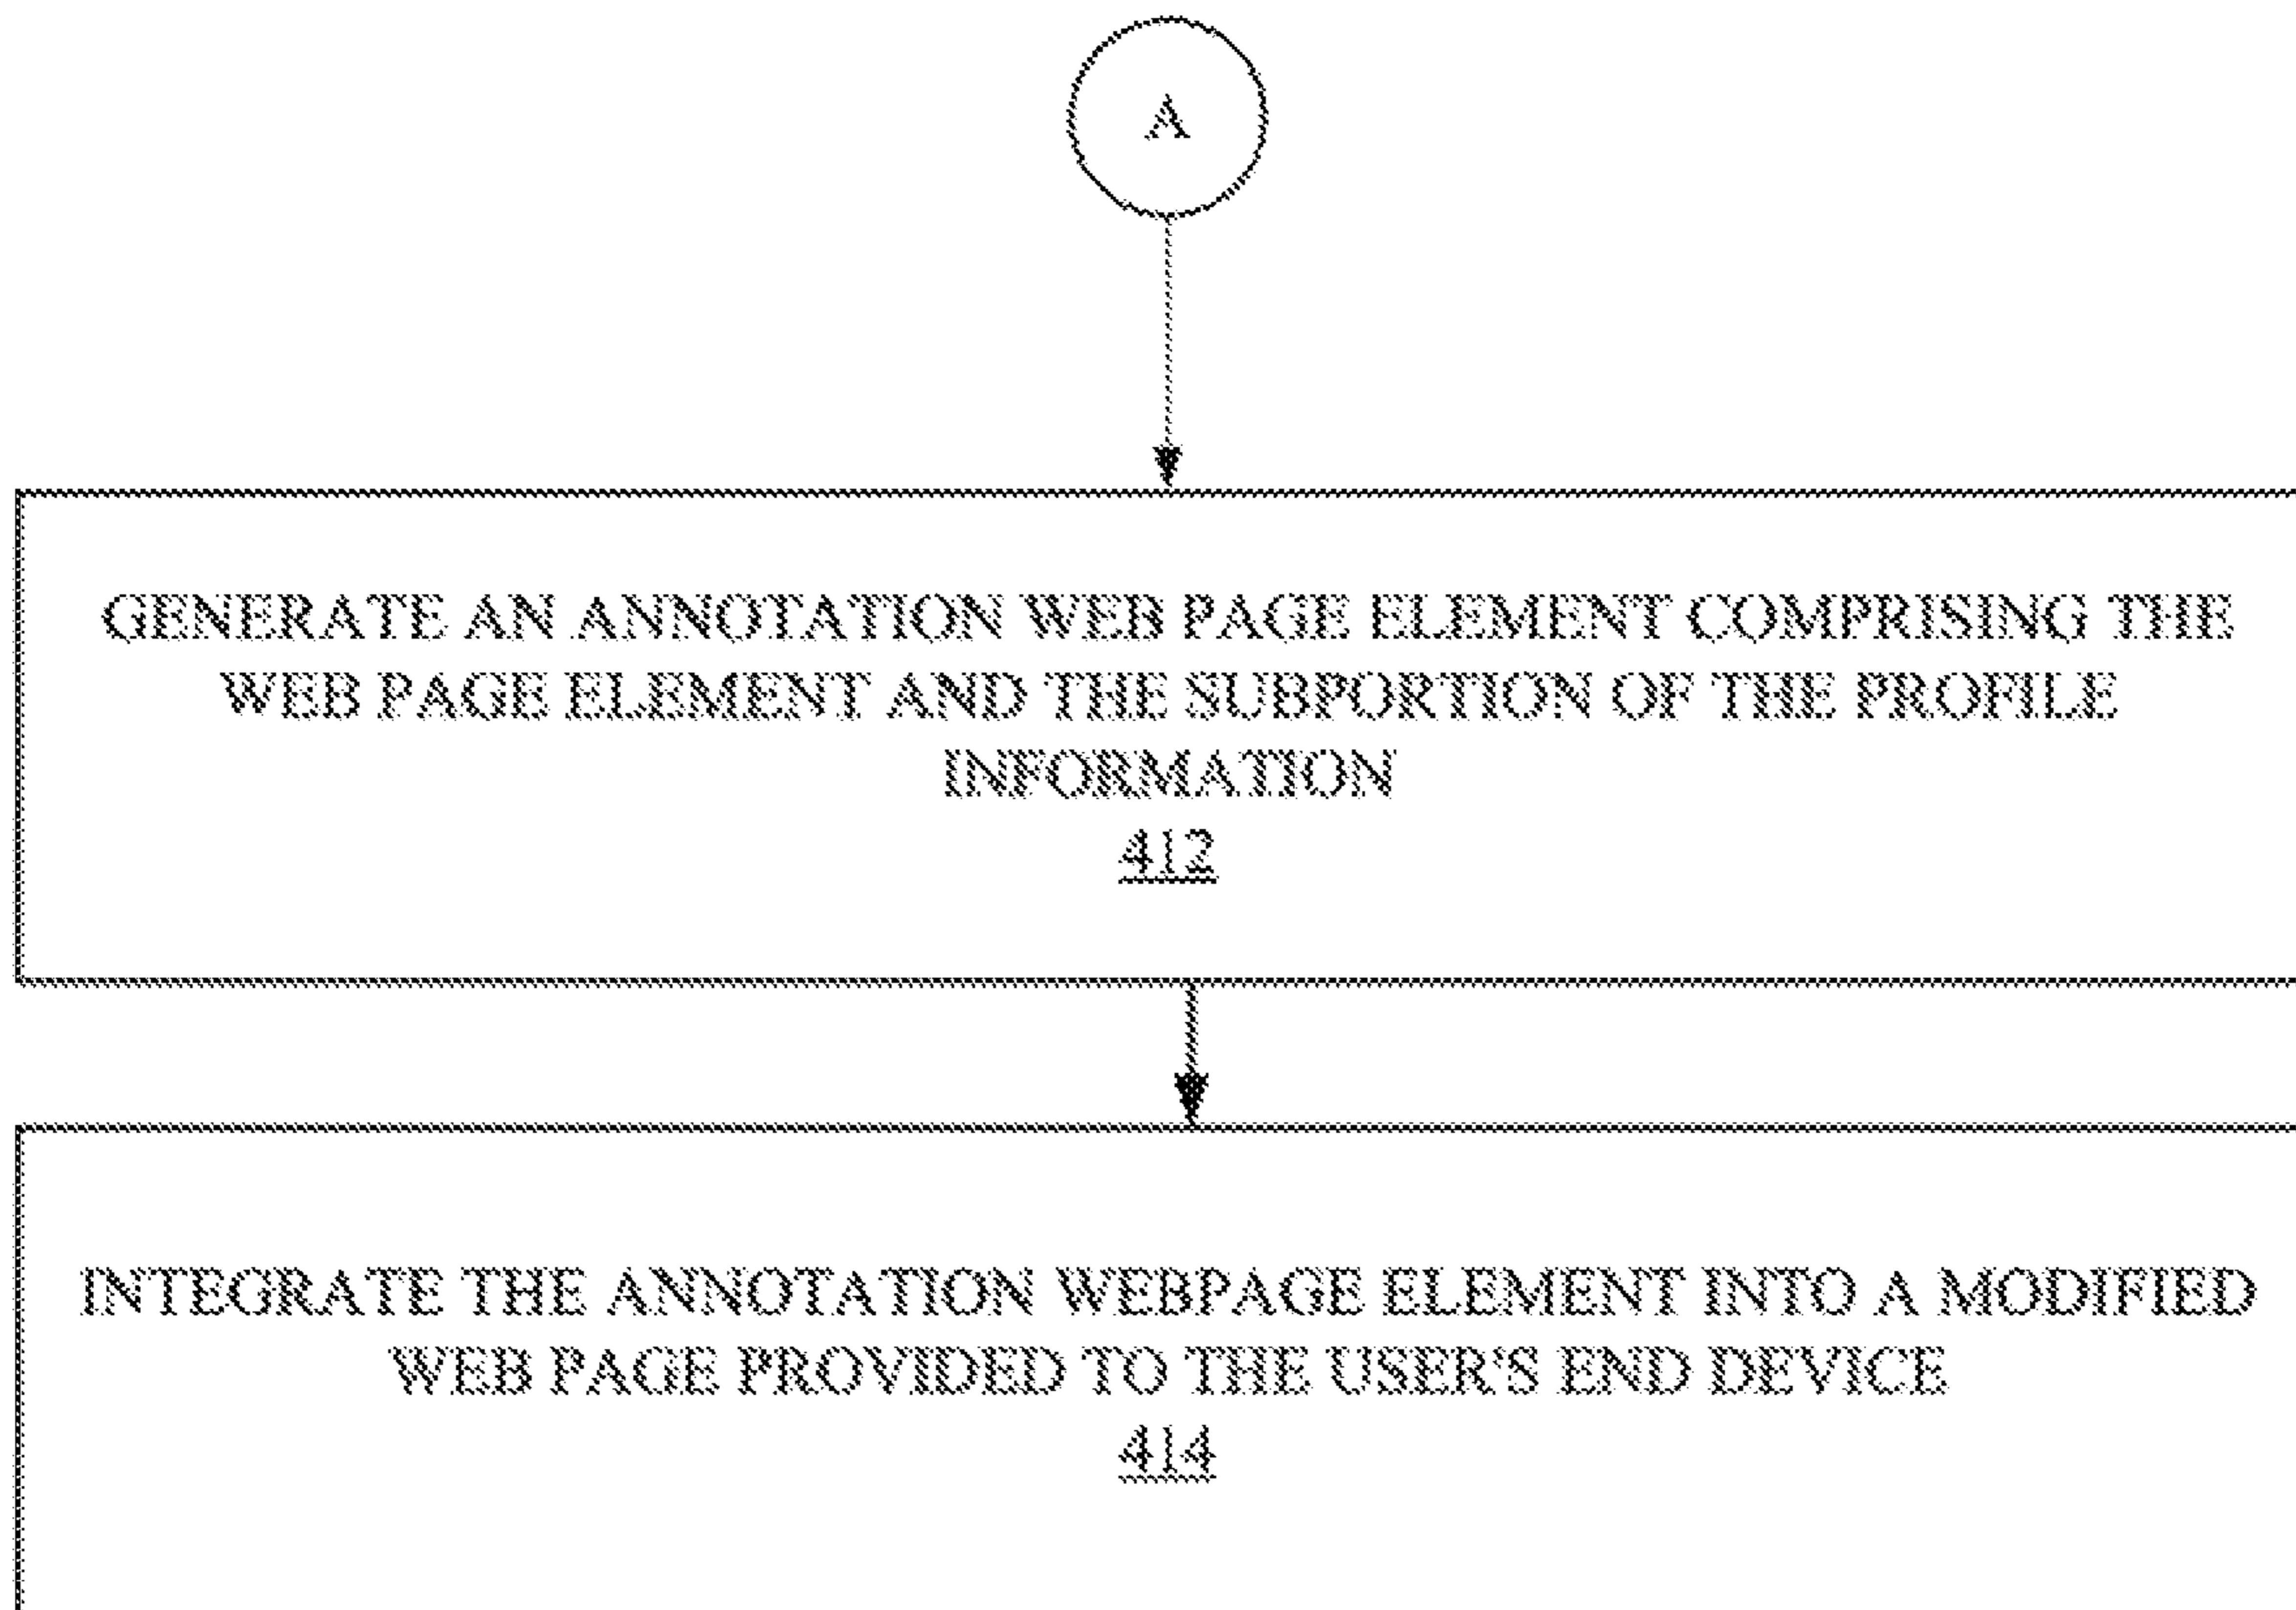 A
GENERATE AN ANNOTATION WEB PAGE ELEMENT COMPRISING THE
WEB PAGE ELEMENT AND THE SUBPORTION OF THE PROFILE
INFORMATION
412
INTEGRATE THE ANNOTATION WEBPAGE ELEMENT INTO A MODIFIED
WEB PAGE PROVIDED TO THE USER'S END DEVICE
414